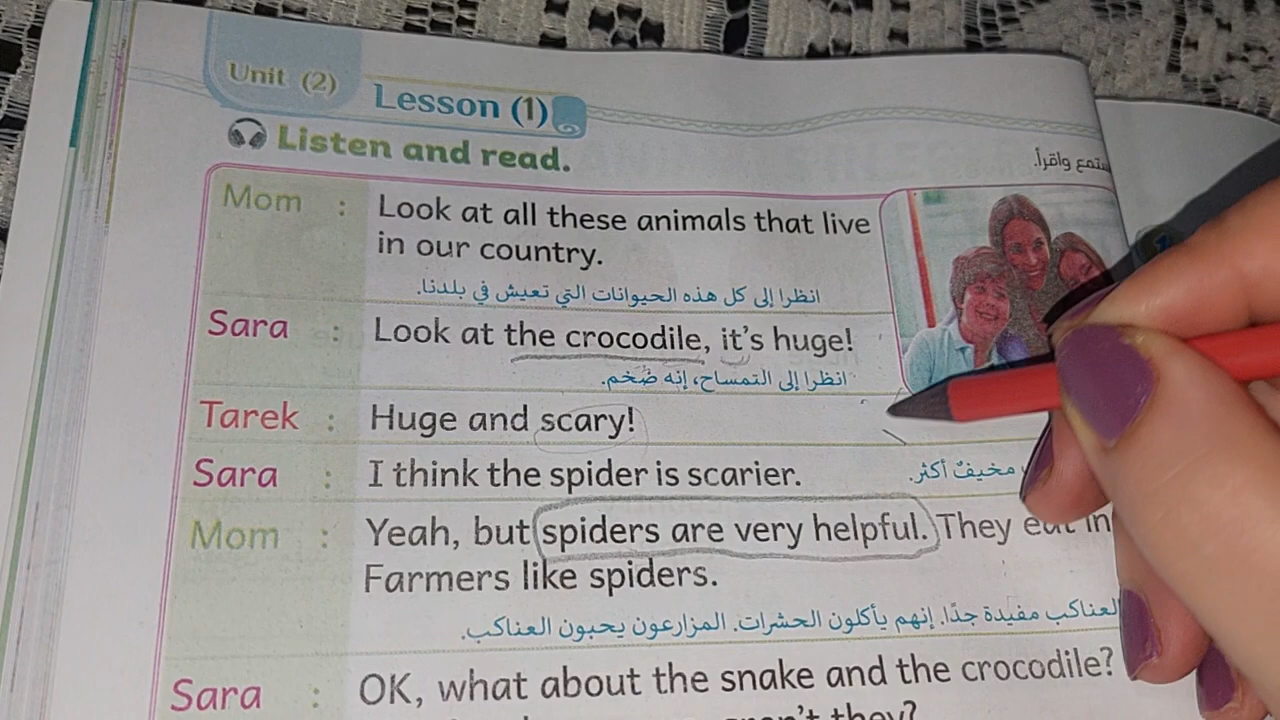 Unit (2)
Lesson (1)
Listen and read.
ستمع واقرأ.
Mom : Look at all these animals that live
in our country.
انظرا إلى كل هذه الحيوانات التي تعيش في بلدنا.
Sara : Look at the crocodile, it's huge!
انظرا إلى التمساح، إنه ضخم.
Tarek : Huge and scary!
Sara : I think the spider is scarier.
مخيفٌ أكثر.
Mom : Yeah, but spiders are very helpful. They eat in
Farmers like spiders.
العناكب مفيدة جدًا. إنهم يأكلون الحشرات. المزارعون يحبون العناكب.
Sara : OK, what about the snake and the crocodile?
they?